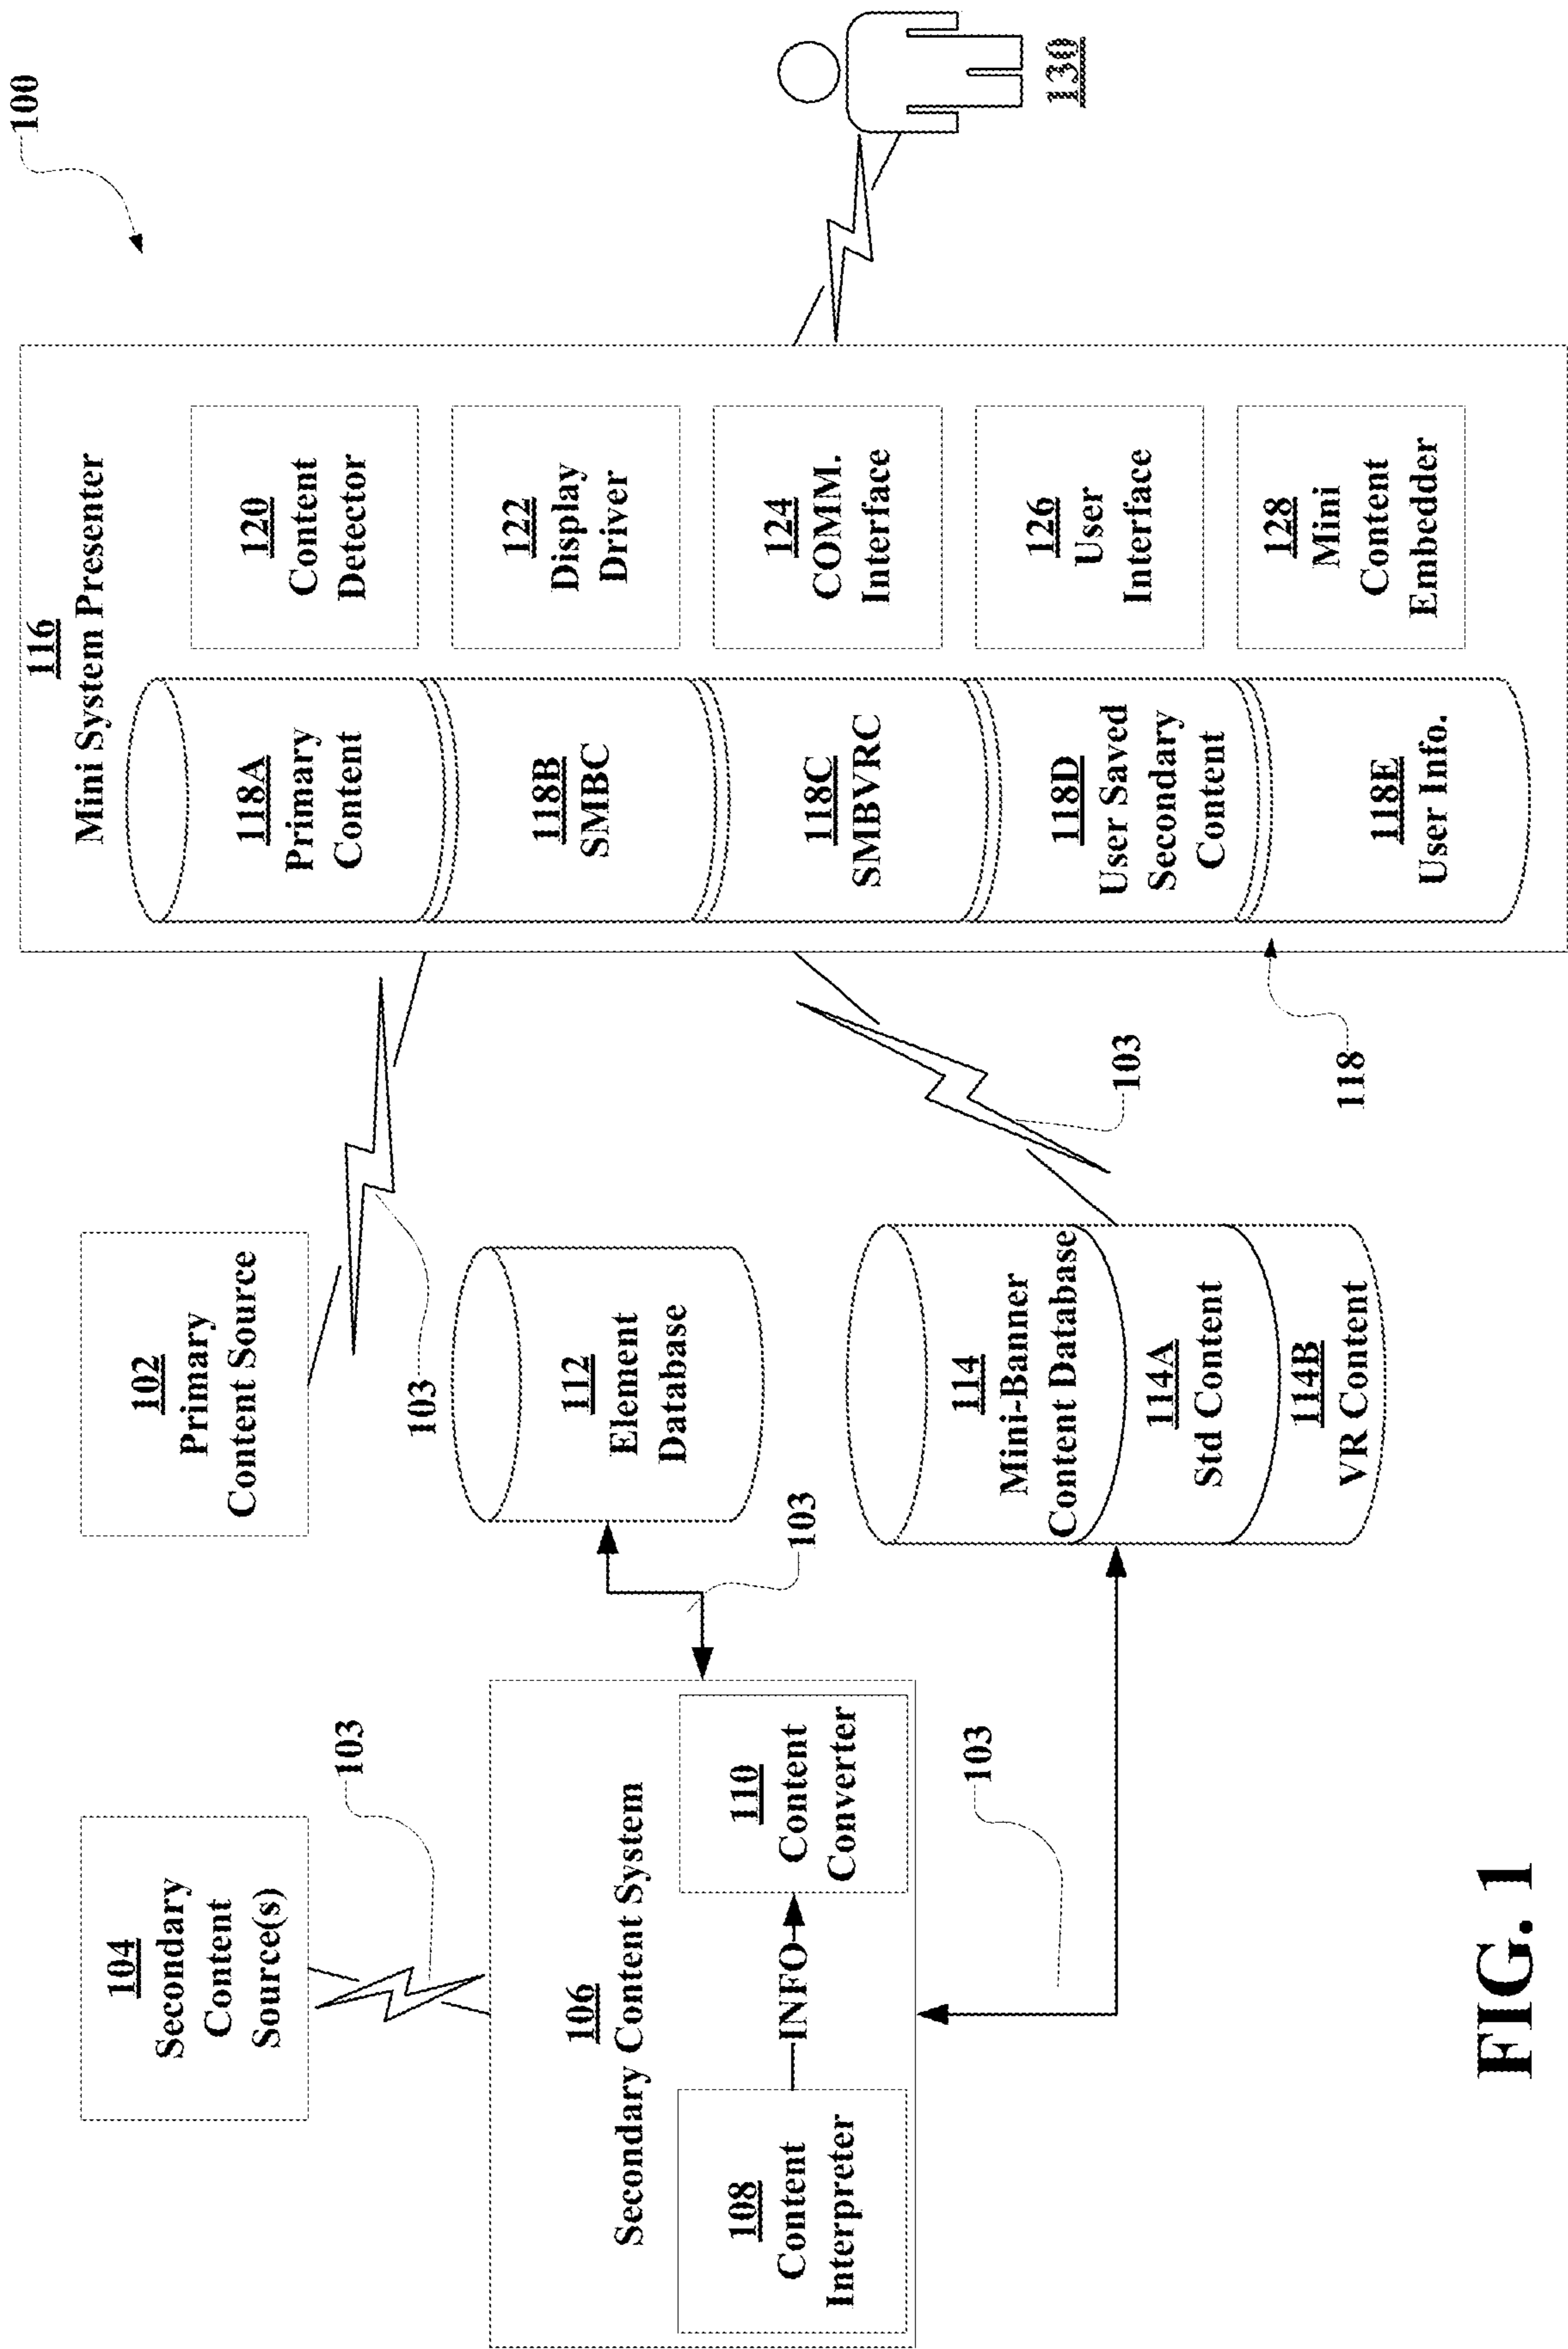 100
104
Secondary
Content
Source(s)
103
102
Primary
Content Source
103
106
Secondary Content System
108
Content
Interpreter
INFO
110
Content
Converter
103
112
Element
Database
103
114
Mini-Banner
Content Database
114A
Std Content
114B
VR Content
103
116
Mini System Presenter
118A
Primary
Content
118B
SMBC
118C
SMBVRC
118D
User Saved
Secondary
Content
118E
User Info.
118
120
Content
Detector
122
Display
Driver
124
COMM.
Interface
126
User
Interface
128
Mini
Content
Embedder
130
FIG. 1